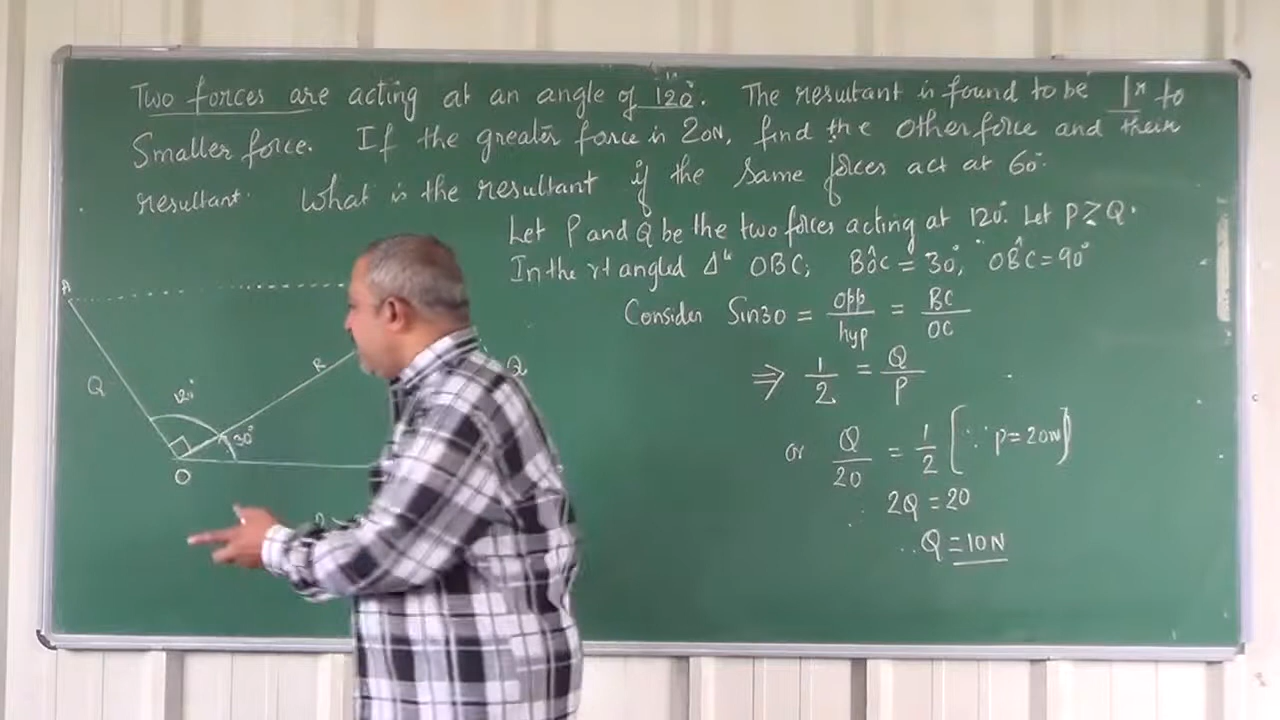 Two forces are acting at an angle of 120°. The resultant is found to be ⊥r to
Smaller force. If the greater force is 20N, find the other force and their
resultant. What is the resultant if the same forces act at 60°.
Let P and Q be the two forces acting at 120°. Let P > Q.
In the rt angled Δle OBC; BÔC = 30°, OB̂C = 90°
Consider Sin30 = opp/hyp = BC/OC
⇒ 1/2 = Q/P
or Q/20 = 1/2 [∵ P = 20N]
∴ 2Q = 20
∴ Q = 10N
A
R
Q
Q
120°
30°
O